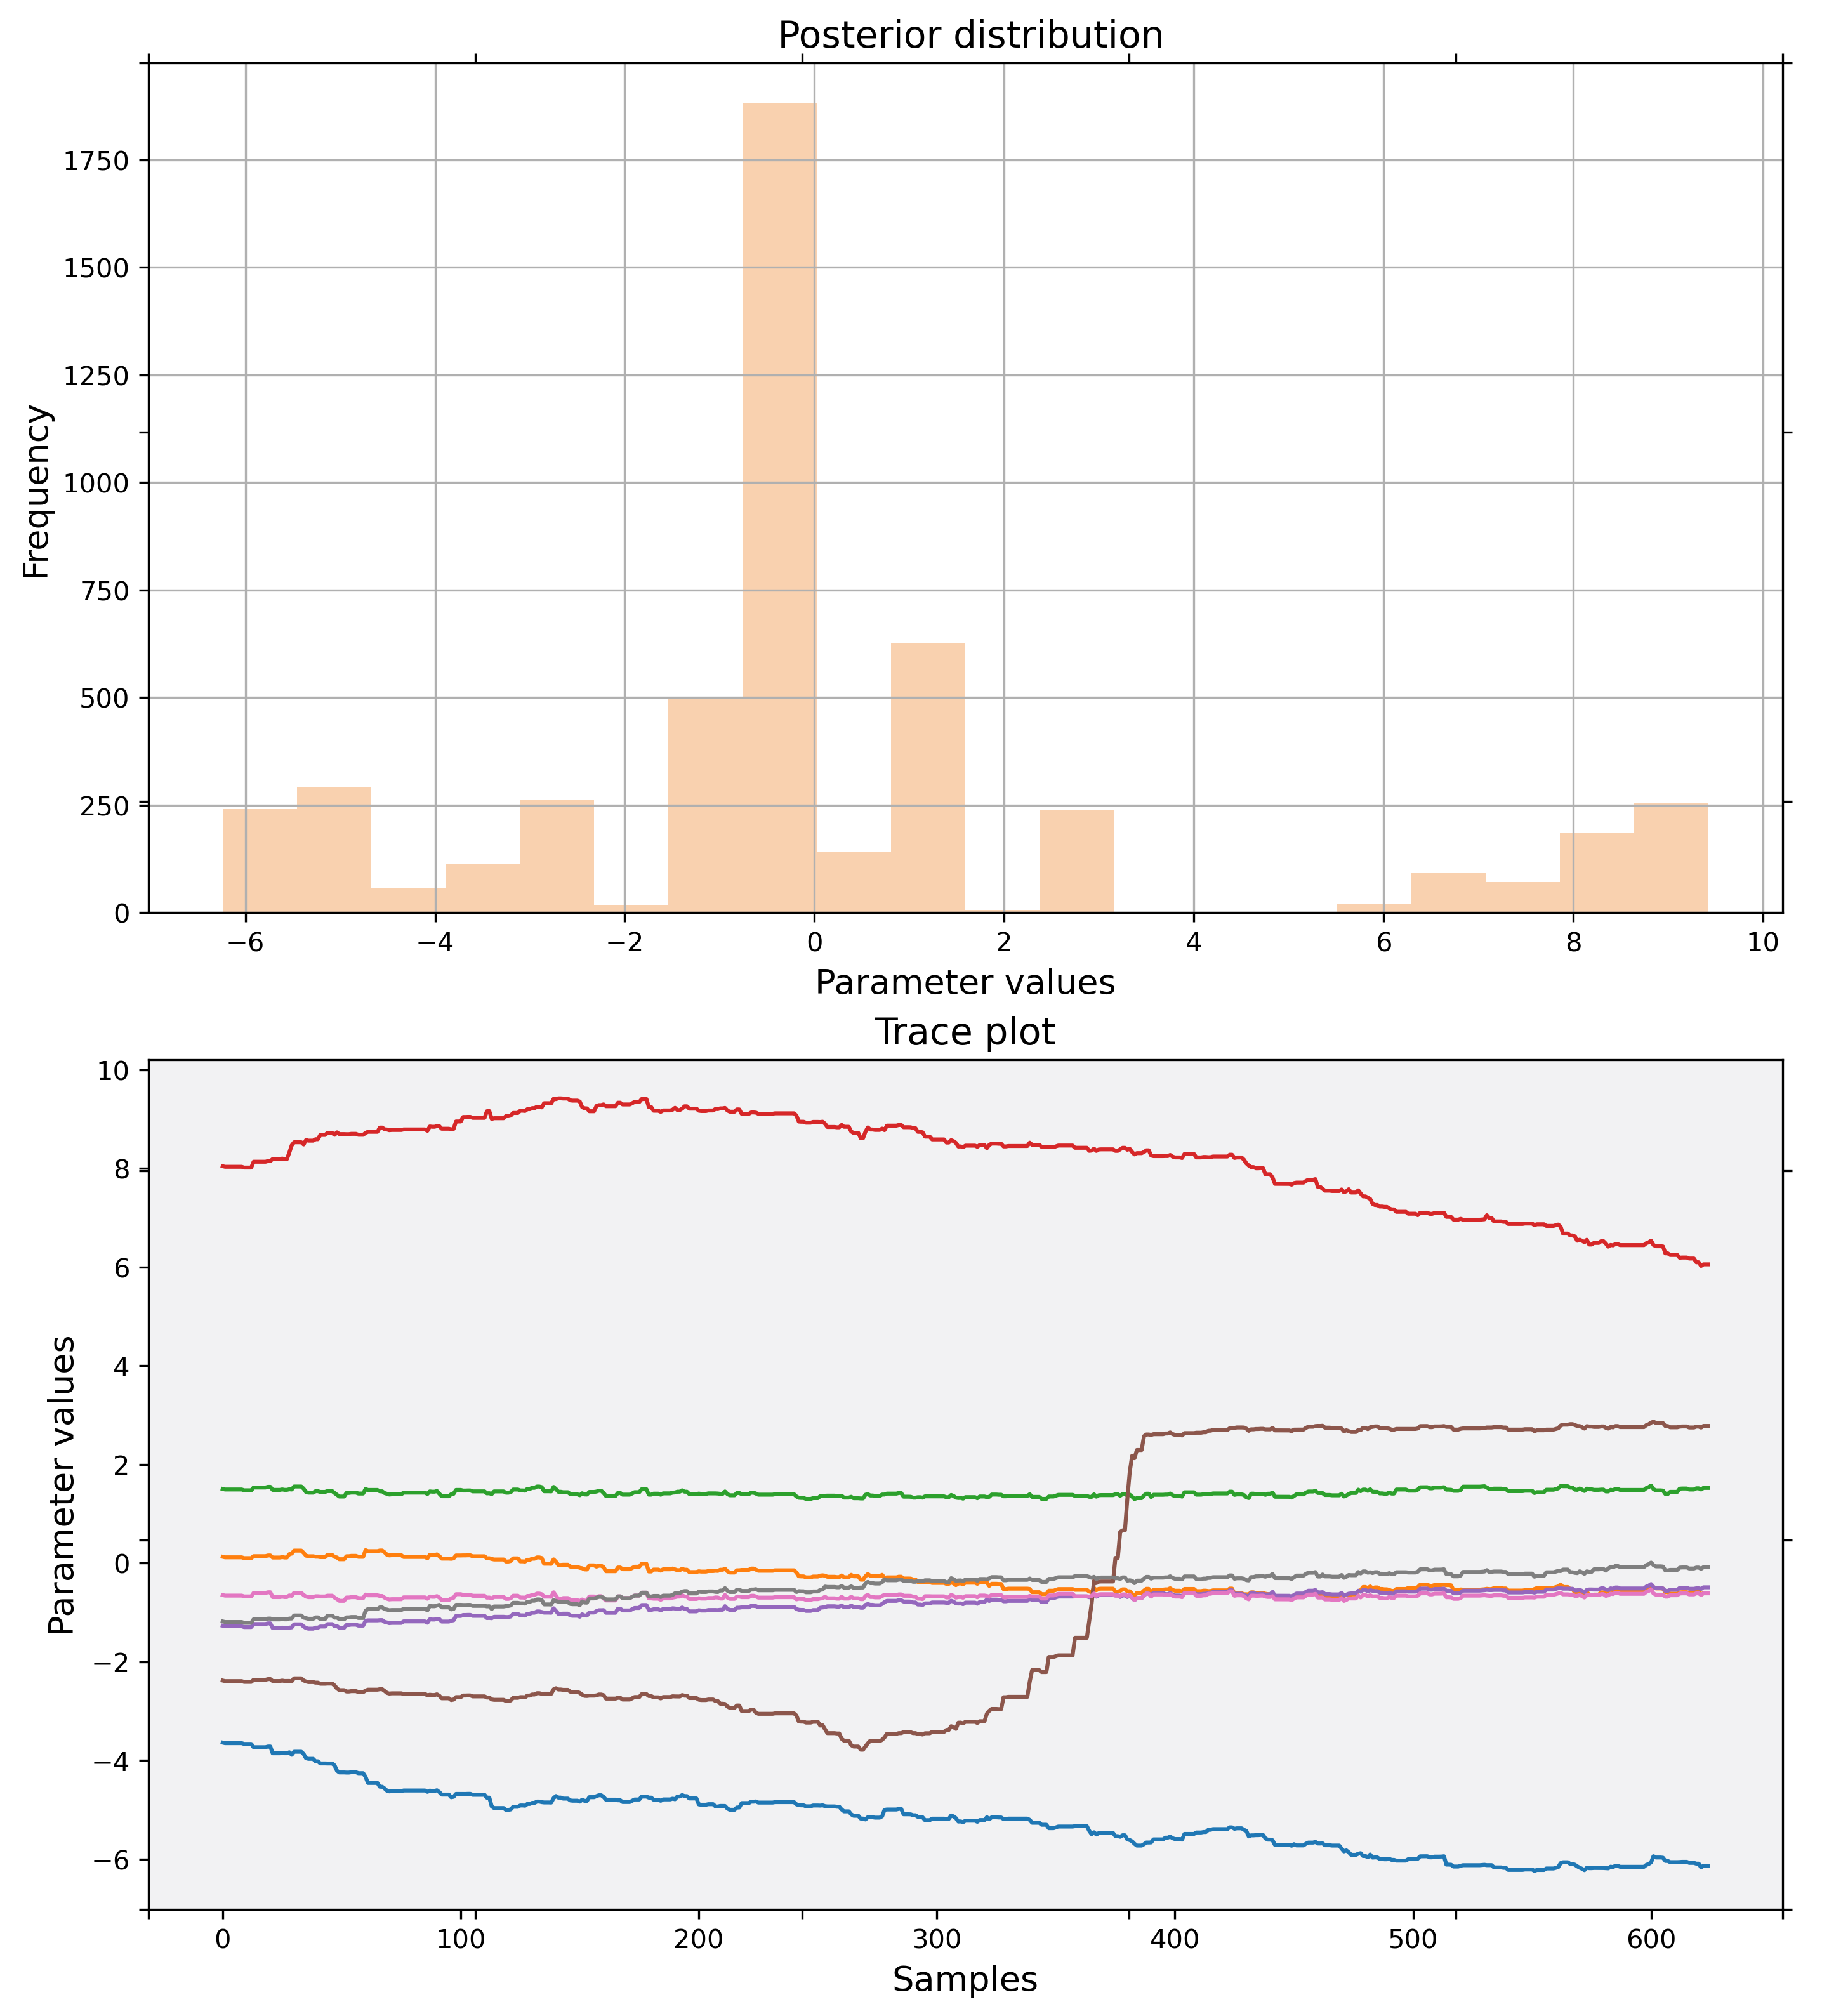 Posterior distribution
Frequency
1750
1500
1250
1000
750
500
250
0
−6 −4 −2 0 2 4 6 8 10
Parameter values
Trace plot
Parameter values
10
8
6
4
2
0
−2
−4
−6
0 100 200 300 400 500 600
Samples